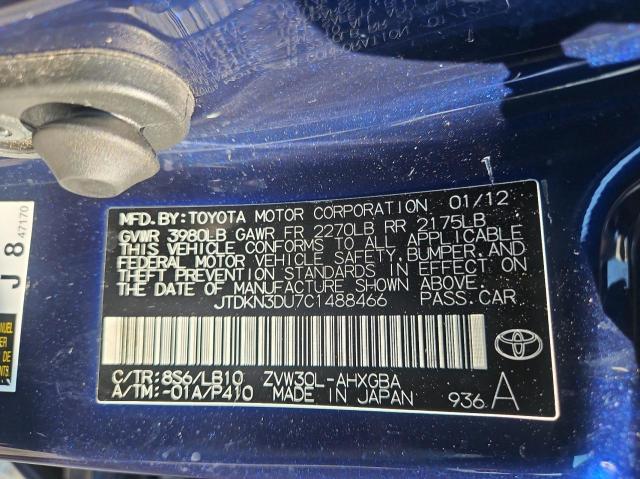 MFD. BY: TOYOTA MOTOR CORPORATION 01/12
GVWR 3980LB GAWR FR 2270LB RR 2175LB
THIS VEHICLE CONFORMS TO ALL APPLICABLE
FEDERAL MOTOR VEHICLE SAFETY, BUMPER, AND
THEFT PREVENTION STANDARDS IN EFFECT ON
THE DATE OF MANUFACTURE SHOWN ABOVE.
JTDKN3DU7C1488466 PASS.CAR
C/TR: 8S6/LB10 ZVW30L-AHXGBA
A/TM: -01A/P410 MADE IN JAPAN 936 A
J 8 47170